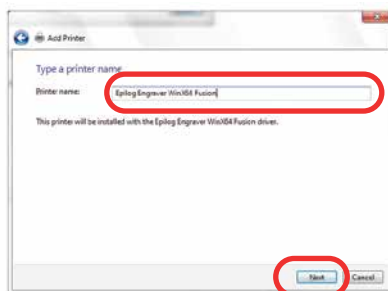 Add Printer
Type a printer name
Printer name: Epilog Engraver WinX64 Fusion
This printer will be installed with the Epilog Engraver WinX64 Fusion driver.
Next Cancel